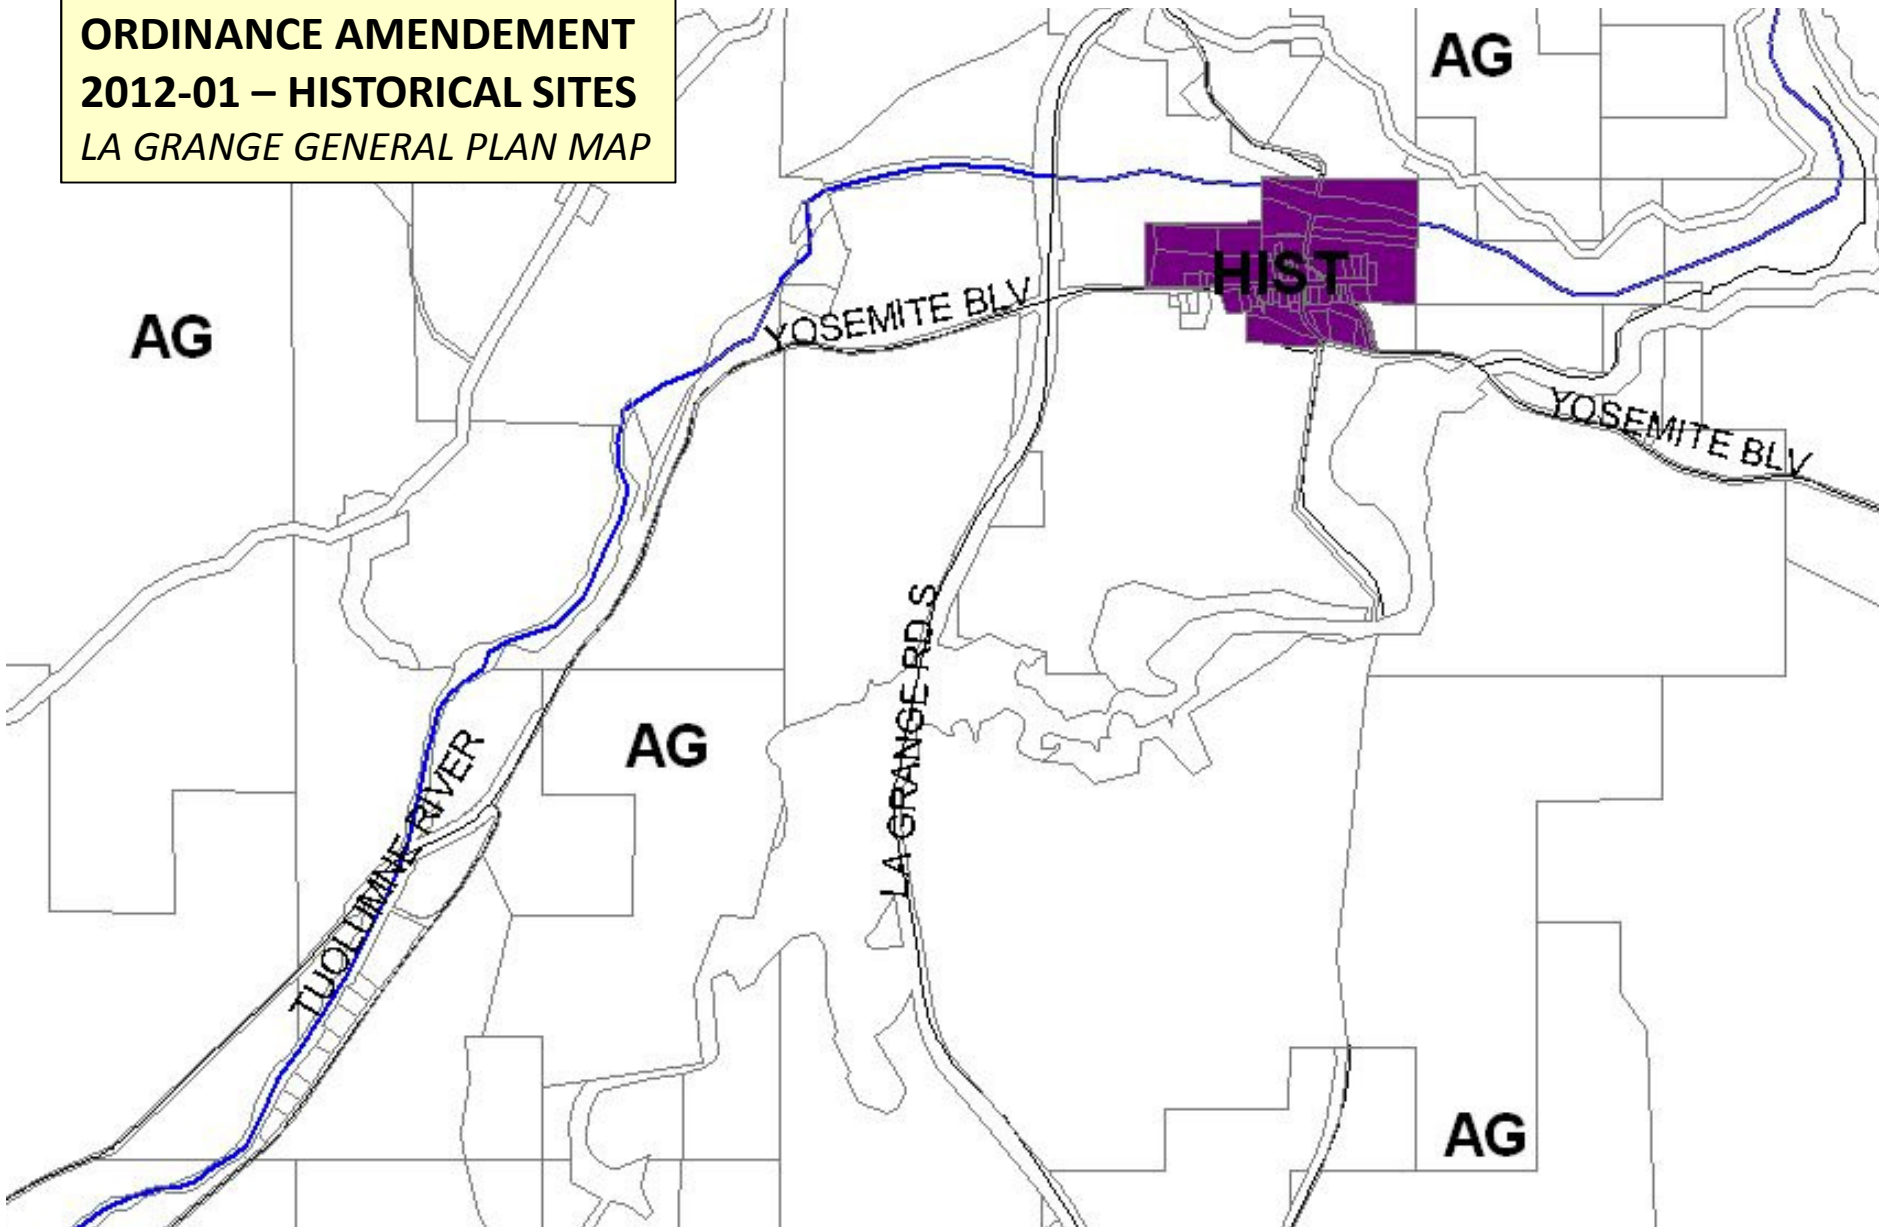 ORDINANCE AMENDEMENT
2012-01 – HISTORICAL SITES
LA GRANGE GENERAL PLAN MAP
AG
HIST
YOSEMITE BLV
AG
YOSEMITE BLV
LA GRANGE RD S
AG
TUOLUMNE RIVER
AG